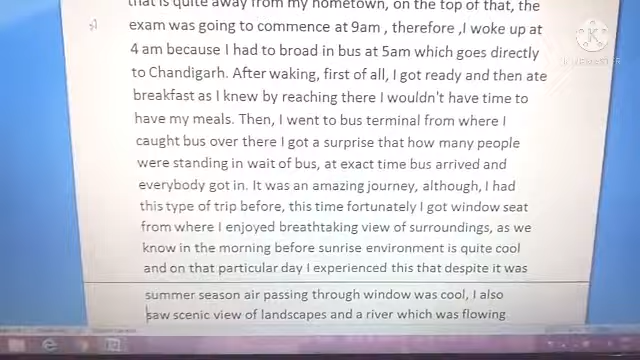 that is quite away from my hometown, on the top of that, the
exam was going to commence at 9am , therefore ,I woke up at
4 am because I had to broad in bus at 5am which goes directly
to Chandigarh. After waking, first of all, I got ready and then ate
breakfast as I knew by reaching there I wouldn't have time to
have my meals. Then, I went to bus terminal from where I
caught bus over there I got a surprise that how many people
were standing in wait of bus, at exact time bus arrived and
everybody got in. It was an amazing journey, although, I had
this type of trip before, this time fortunately I got window seat
from where I enjoyed breathtaking view of surroundings, as we
know in the morning before sunrise environment is quite cool
and on that particular day I experienced this that despite it was
summer season air passing through window was cool, I also
saw scenic view of landscapes and a river which was flowing
KINEMASTER